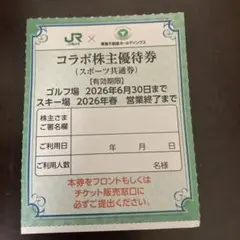 JR × 東急不動産ホールディングス
コラボ株主優待券
(スポーツ共通券)
【有効期限】
ゴルフ場 2026年6月30日まで
スキー場 2026年春 営業終了まで
株主さま
ご署名欄
ご利用日 年 月 日
ご利用人数 名様
本券をフロントもしくは
チケット販売窓口に
必ずご提出ください。